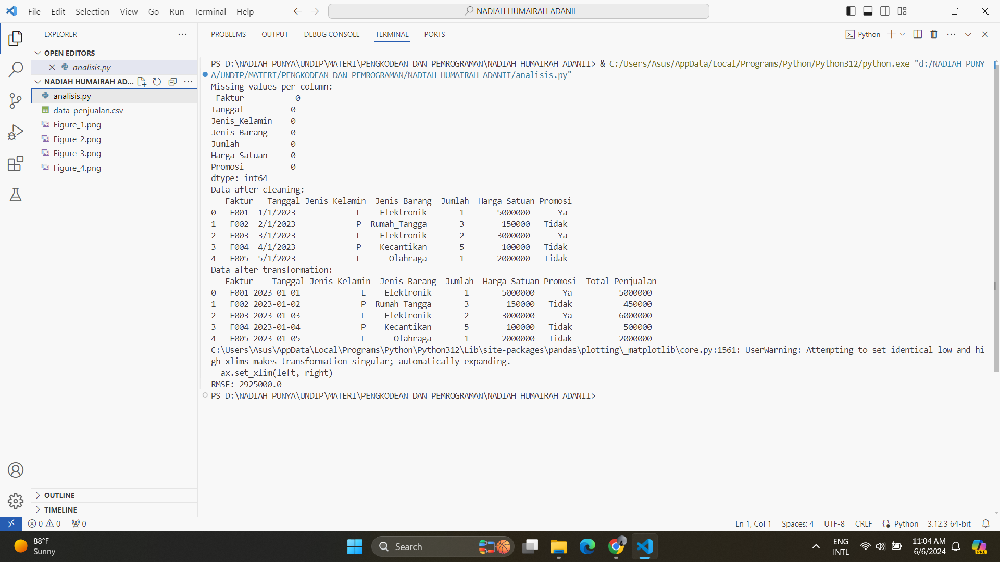 File Edit Selection View Go Run Terminal Help
NADIAH HUMAIRAH ADANII
EXPLORER
OPEN EDITORS
analisis.py
NADIAH HUMAIRAH AD...
analisis.py
data_penjualan.csv
Figure_1.png
Figure_2.png
Figure_3.png
Figure_4.png
OUTLINE
TIMELINE
PROBLEMS OUTPUT DEBUG CONSOLE TERMINAL PORTS
Python
PS D:\NADIAH PUNYA\UNDIP\MATERI\PENGKODEAN DAN PEMROGRAMAN\NADIAH HUMAIRAH ADANII> & C:/Users/Asus/AppData/Local/Programs/Python/Python312/python.exe "d:/NADIAH PUNY
A/UNDIP/MATERI/PENGKODEAN DAN PEMROGRAMAN/NADIAH HUMAIRAH ADANII/analisis.py"
Missing values per column:
Faktur 0
Tanggal 0
Jenis_Kelamin 0
Jenis_Barang 0
Jumlah 0
Harga_Satuan 0
Promosi 0
dtype: int64
Data after cleaning:
Faktur Tanggal Jenis_Kelamin Jenis_Barang Jumlah Harga_Satuan Promosi
0 F001 1/1/2023 L Elektronik 1 5000000 Ya
1 F002 2/1/2023 P Rumah_Tangga 3 150000 Tidak
2 F003 3/1/2023 L Elektronik 2 3000000 Ya
3 F004 4/1/2023 P Kecantikan 5 100000 Tidak
4 F005 5/1/2023 L Olahraga 1 2000000 Tidak
Data after transformation:
Faktur Tanggal Jenis_Kelamin Jenis_Barang Jumlah Harga_Satuan Promosi Total_Penjualan
0 F001 2023-01-01 L Elektronik 1 5000000 Ya 5000000
1 F002 2023-01-02 P Rumah_Tangga 3 150000 Tidak 450000
2 F003 2023-01-03 L Elektronik 2 3000000 Ya 6000000
3 F004 2023-01-04 P Kecantikan 5 100000 Tidak 500000
4 F005 2023-01-05 L Olahraga 1 2000000 Tidak 2000000
C:\Users\Asus\AppData\Local\Programs\Python\Python312\Lib\site-packages\pandas\plotting\_matplotlib\core.py:1561: UserWarning: Attempting to set identical low and hi
gh xlims makes transformation singular; automatically expanding.
ax.set_xlim(left, right)
RMSE: 2925000.0
PS D:\NADIAH PUNYA\UNDIP\MATERI\PENGKODEAN DAN PEMROGRAMAN\NADIAH HUMAIRAH ADANII>
0 0 0
Ln 1, Col 1 Spaces: 4 UTF-8 CRLF Python 3.12.3 64-bit
88°F
Sunny
Search
ENG
INTL
11:04 AM
6/6/2024
PRE